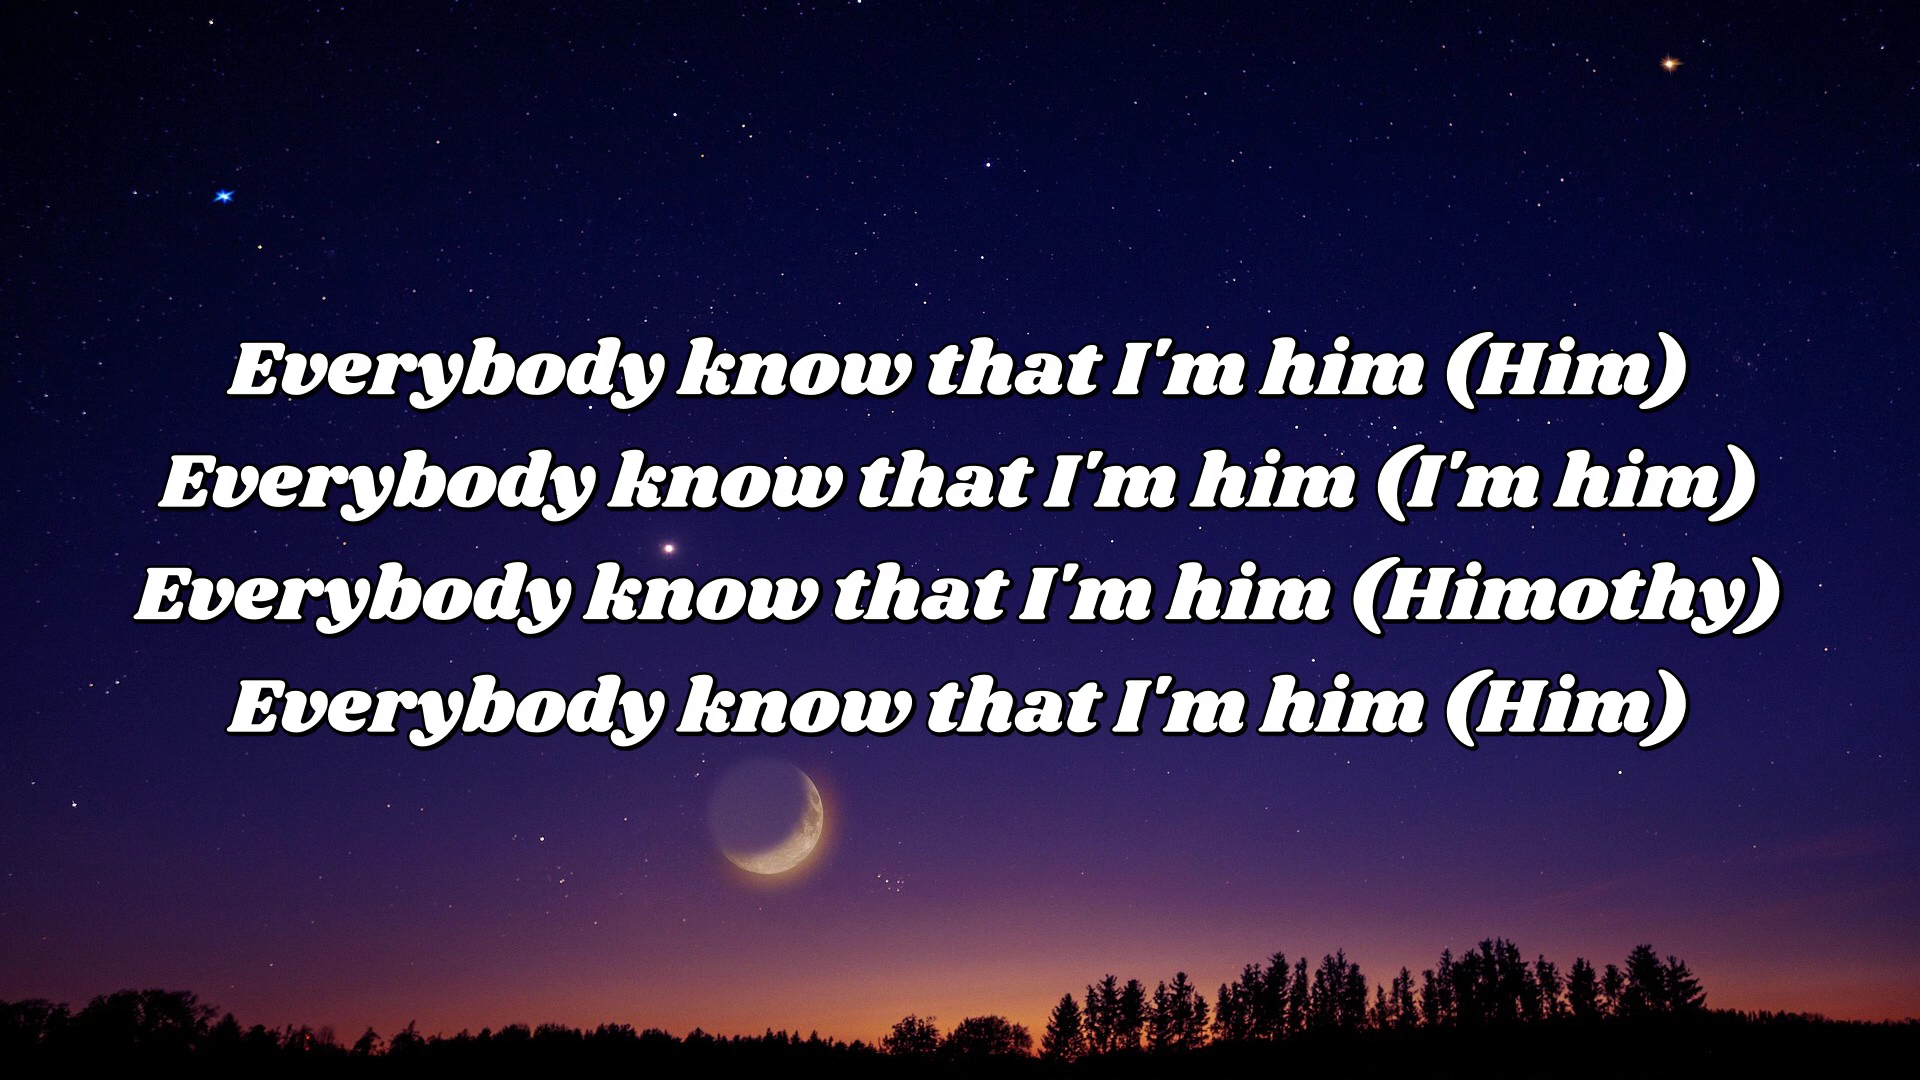 Everybody know that I'm him (Him)
Everybody know that I'm him (I'm him)
Everybody know that I'm him (Himothy)
Everybody know that I'm him (Him)